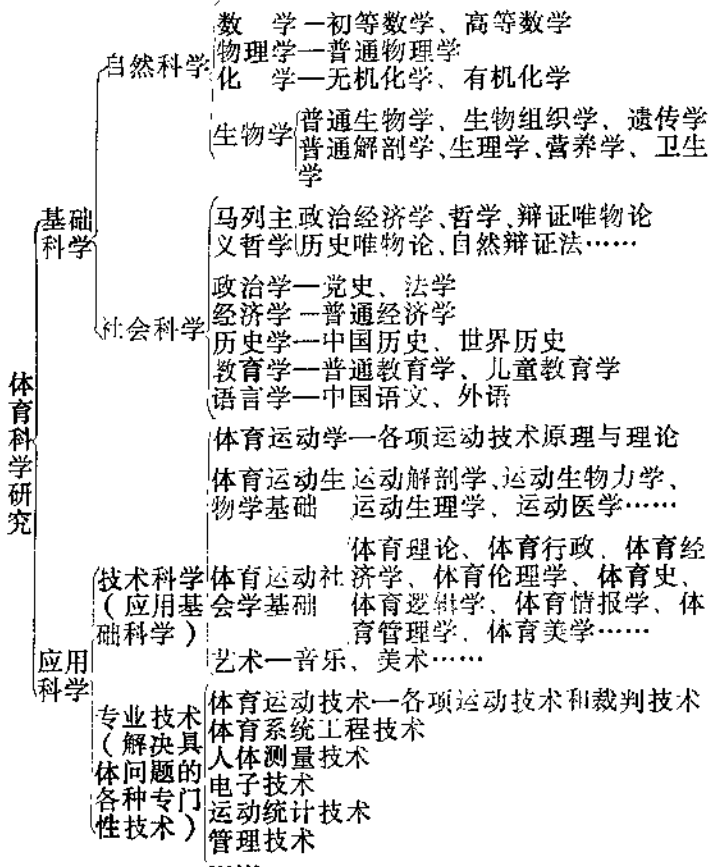 体育科学研究
基础
科学
自然科学
数　学—初等数学、高等数学
物理学—普通物理学
化　学—无机化学、有机化学
生物学
普通生物学、生物组织学、遗传学
普通解剖学、生理学、营养学、卫生
学
社会科学
马列主
义哲学
政治经济学、哲学、辩证唯物论
历史唯物论、自然辩证法……
政治学—党史、法学
经济学—普通经济学
历史学—中国历史、世界历史
教育学—普通教育学、儿童教育学
语言学—中国语文、外语
应用
科学
技术科学
（应用基
础科学）
体育运动学—各项运动技术原理与理论
体育运动生
物学基础
运动解剖学、运动生物力学、
运动生理学、运动医学……
体育运动社
会学基础
体育理论、体育行政、体育经
济学、体育伦理学、体育史、
体育逻辑学、体育情报学、体
育管理学、体育美学……
艺术—音乐、美术……
专业技术
（解决具
体问题的
各种专门
性技术）
体育运动技术—各项运动技术和裁判技术
体育系统工程技术
人体测量技术
电子技术
运动统计技术
管理技术